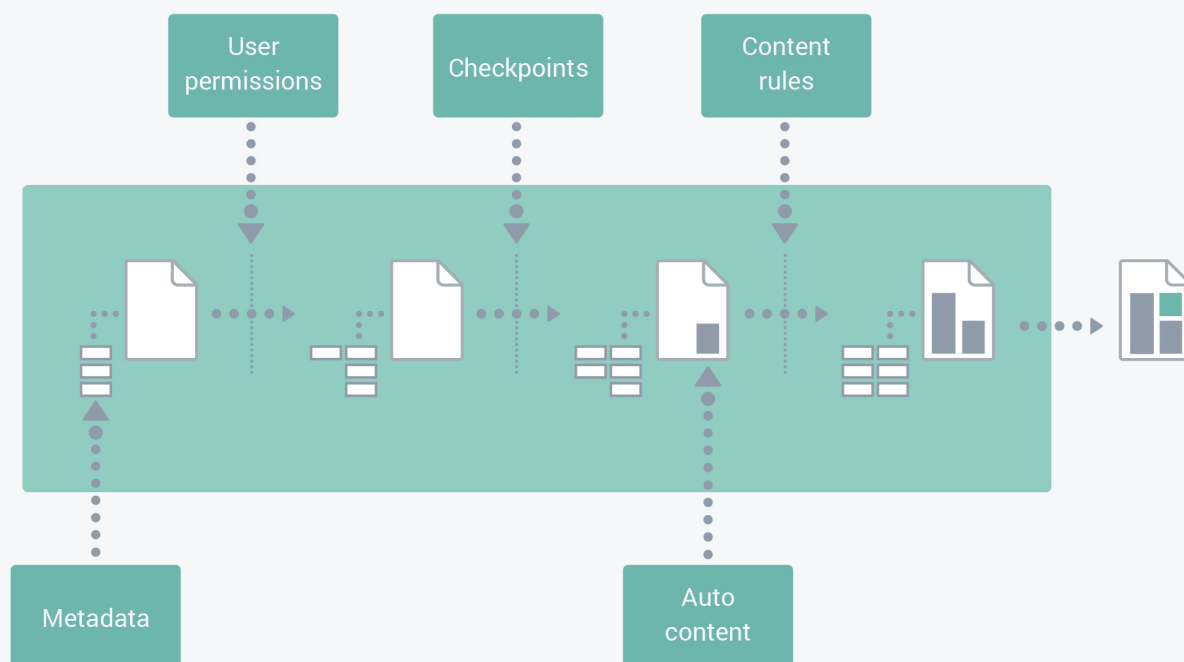 User
permissions
Checkpoints
Content
rules
Metadata
Auto
content